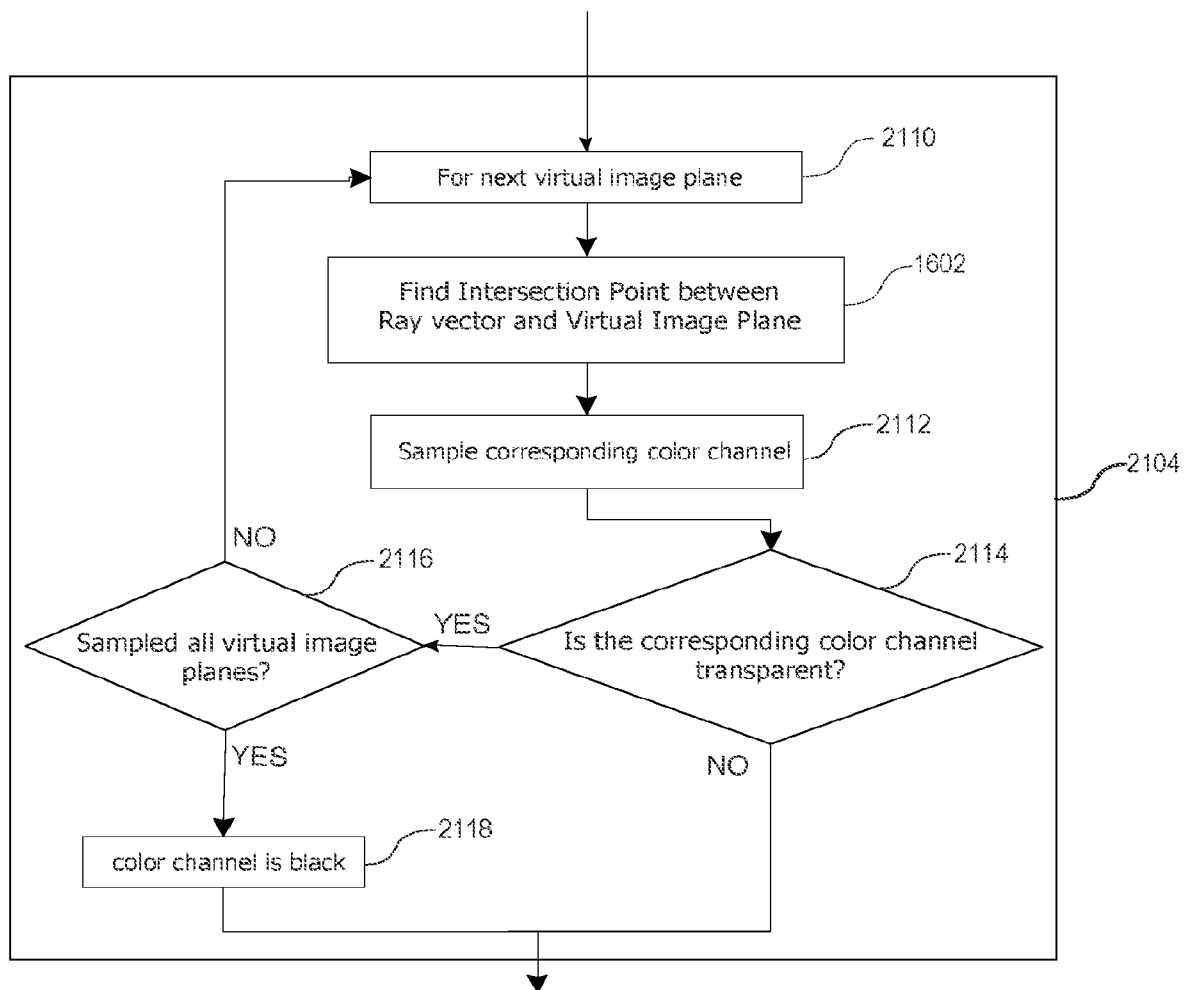 2110
For next virtual image plane
1602
Find Intersection Point between
Ray vector and Virtual Image Plane
2112
Sample corresponding color channel
2104
NO
2116
2114
YES
Sampled all virtual image
planes?
Is the corresponding color channel
transparent?
YES
NO
2118
color channel is black